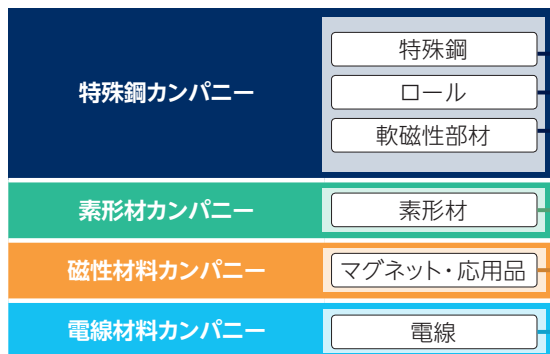 特殊鋼カンパニー
特殊鋼
ロール
軟磁性部材
素形材カンパニー
素形材
磁性材料カンパニー
マグネット・応用品
電線材料カンパニー
電線